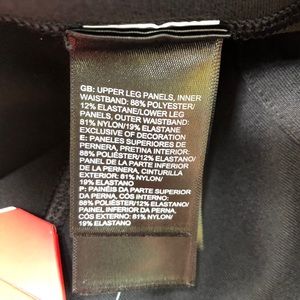 GB: UPPER LEG PANELS, INNER
WAISTBAND: 88% POLYESTER/
12% ELASTANE/LOWER LEG
PANELS, OUTER WAISTBAND:
81% NYLON/19% ELASTANE
EXCLUSIVE OF DECORATION
E: PANELES SUPERIORES DE
PERNERA, PRETINA INTERIOR:
88% POLIÉSTER/12% ELASTANO/
PANEL DE LA PARTE INFERIOR
DE LA PERNERA, CINTURILLA
EXTERIOR: 81% NYLON/
19% ELASTANO
P: PAINÉIS DA PARTE SUPERIOR
DA PERNA, CÓS INTERNO:
88% POLIÉSTER/12% ELASTANO/
PAINEL INFERIOR DA PERNA,
CÓS EXTERNO: 81% NYLON/
19% ELASTANO